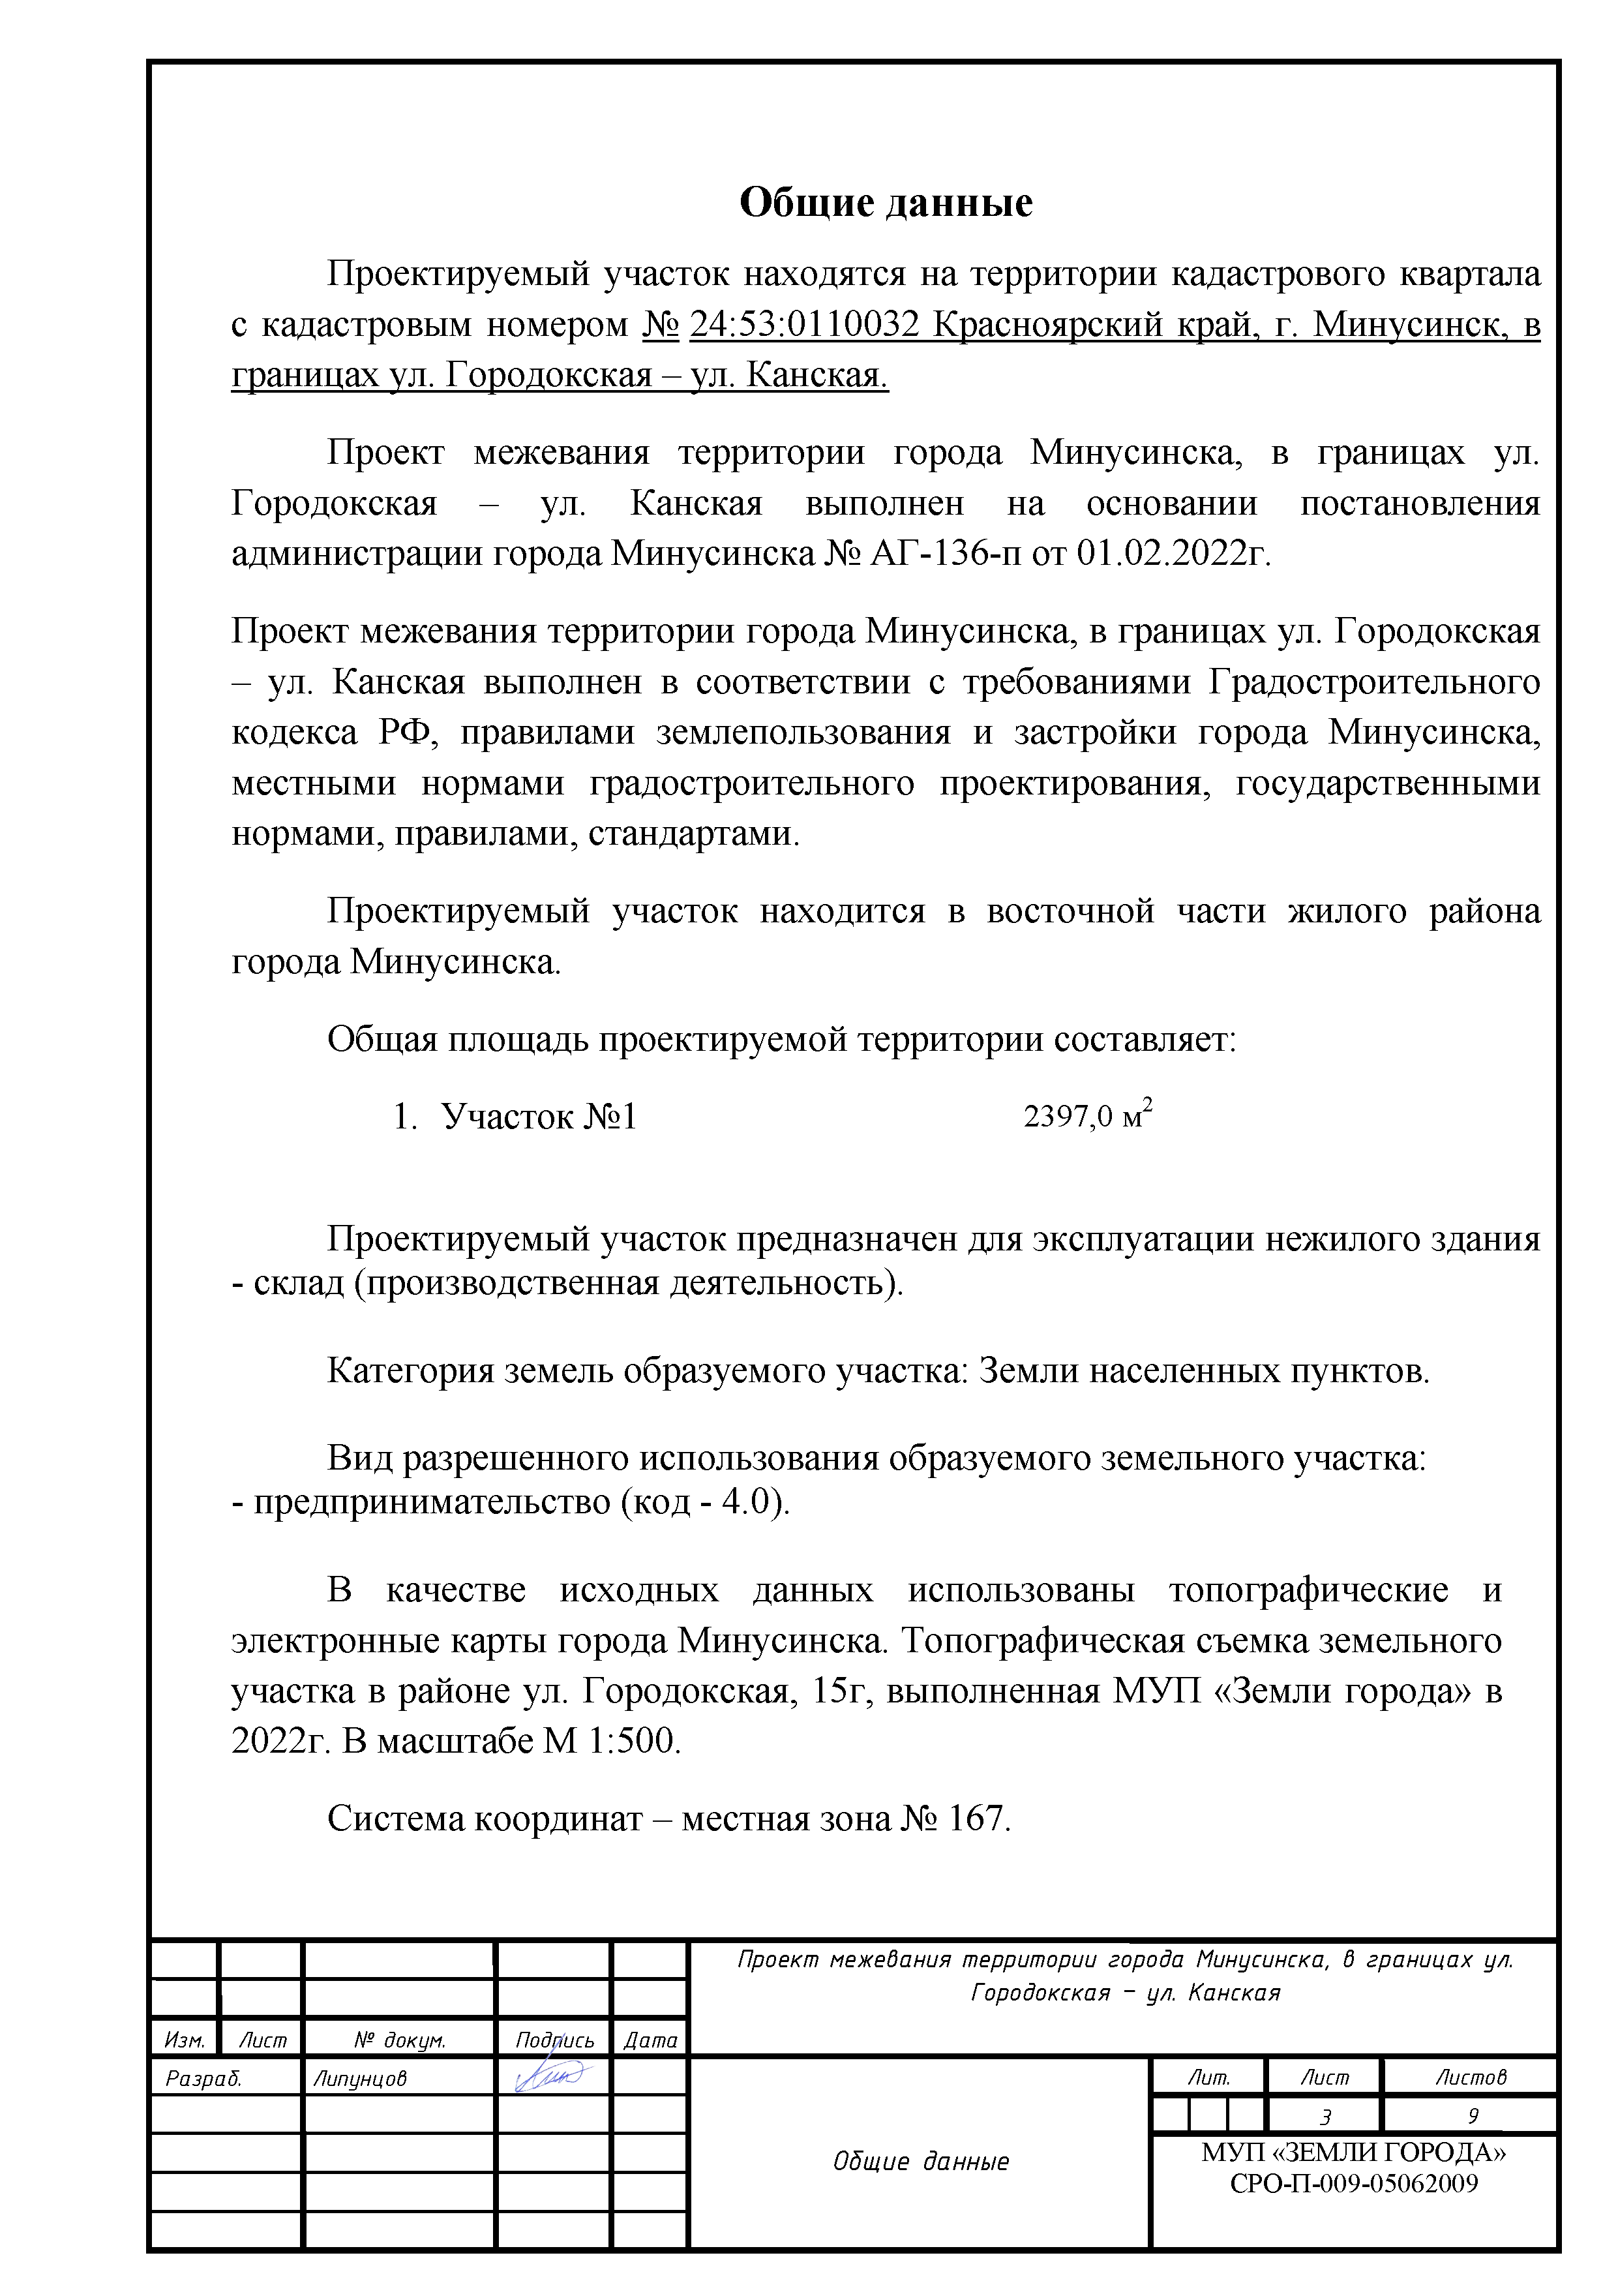 Общие данные
Проектируемый участок находятся на территории кадастрового квартала
с кадастровым номером № 24:53:0110032 Красноярский край, г. Минусинск, в
границах ул. Городокская – ул. Канская.
Проект межевания территории города Минусинска, в границах ул.
Городокская – ул. Канская выполнен на основании постановления
администрации города Минусинска № АГ-136-п от 01.02.2022г.
Проект межевания территории города Минусинска, в границах ул. Городокская
– ул. Канская выполнен в соответствии с требованиями Градостроительного
кодекса РФ, правилами землепользования и застройки города Минусинска,
местными нормами градостроительного проектирования, государственными
нормами, правилами, стандартами.
Проектируемый участок находится в восточной части жилого района
города Минусинска.
Общая площадь проектируемой территории составляет:
1. Участок №1 2397,0 м²
Проектируемый участок предназначен для эксплуатации нежилого здания
- склад (производственная деятельность).
Категория земель образуемого участка: Земли населенных пунктов.
Вид разрешенного использования образуемого земельного участка:
- предпринимательство (код - 4.0).
В качестве исходных данных использованы топографические и
электронные карты города Минусинска. Топографическая съемка земельного
участка в районе ул. Городокская, 15г, выполненная МУП «Земли города» в
2022г. В масштабе М 1:500.
Система координат – местная зона № 167.
Проект межевания территории города Минусинска, в границах ул.
Городокская – ул. Канская
Изм. Лист № докум. Подпись Дата
Разраб. Липунцов
Лит. Лист Листов
3 9
Общие данные
МУП «ЗЕМЛИ ГОРОДА»
СРО-П-009-05062009